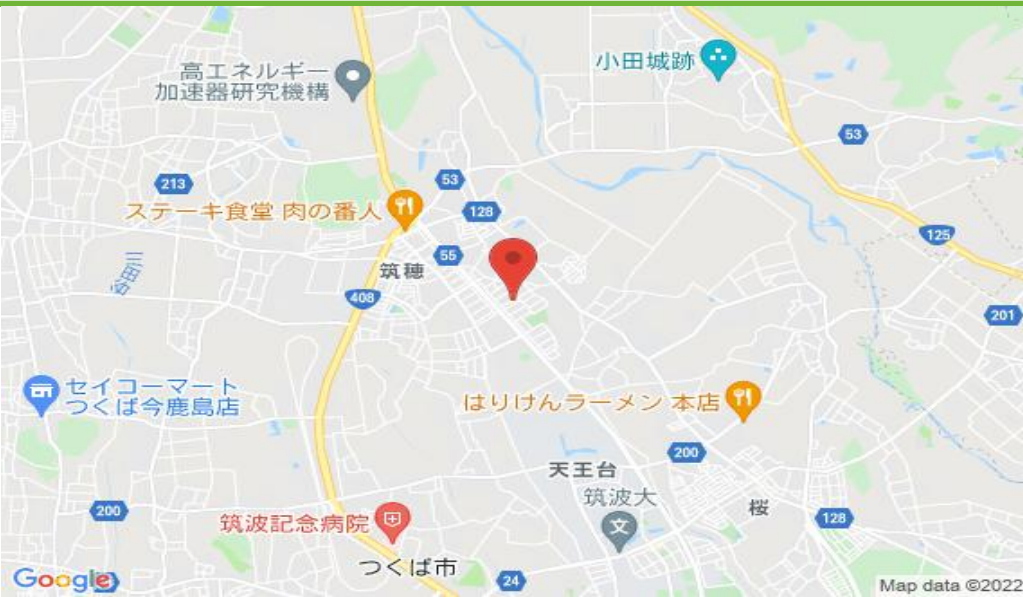 小田城跡
高エネルギー
加速器研究機構
53
213
53
ステーキ食堂 肉の番人
128
125
55
筑穂
408
201
セイコーマート
つくば今鹿島店
はりけんラーメン 本店
200
天王台
筑波大
桜
200
128
筑波記念病院
つくば市
24
Google
Map data ©2022